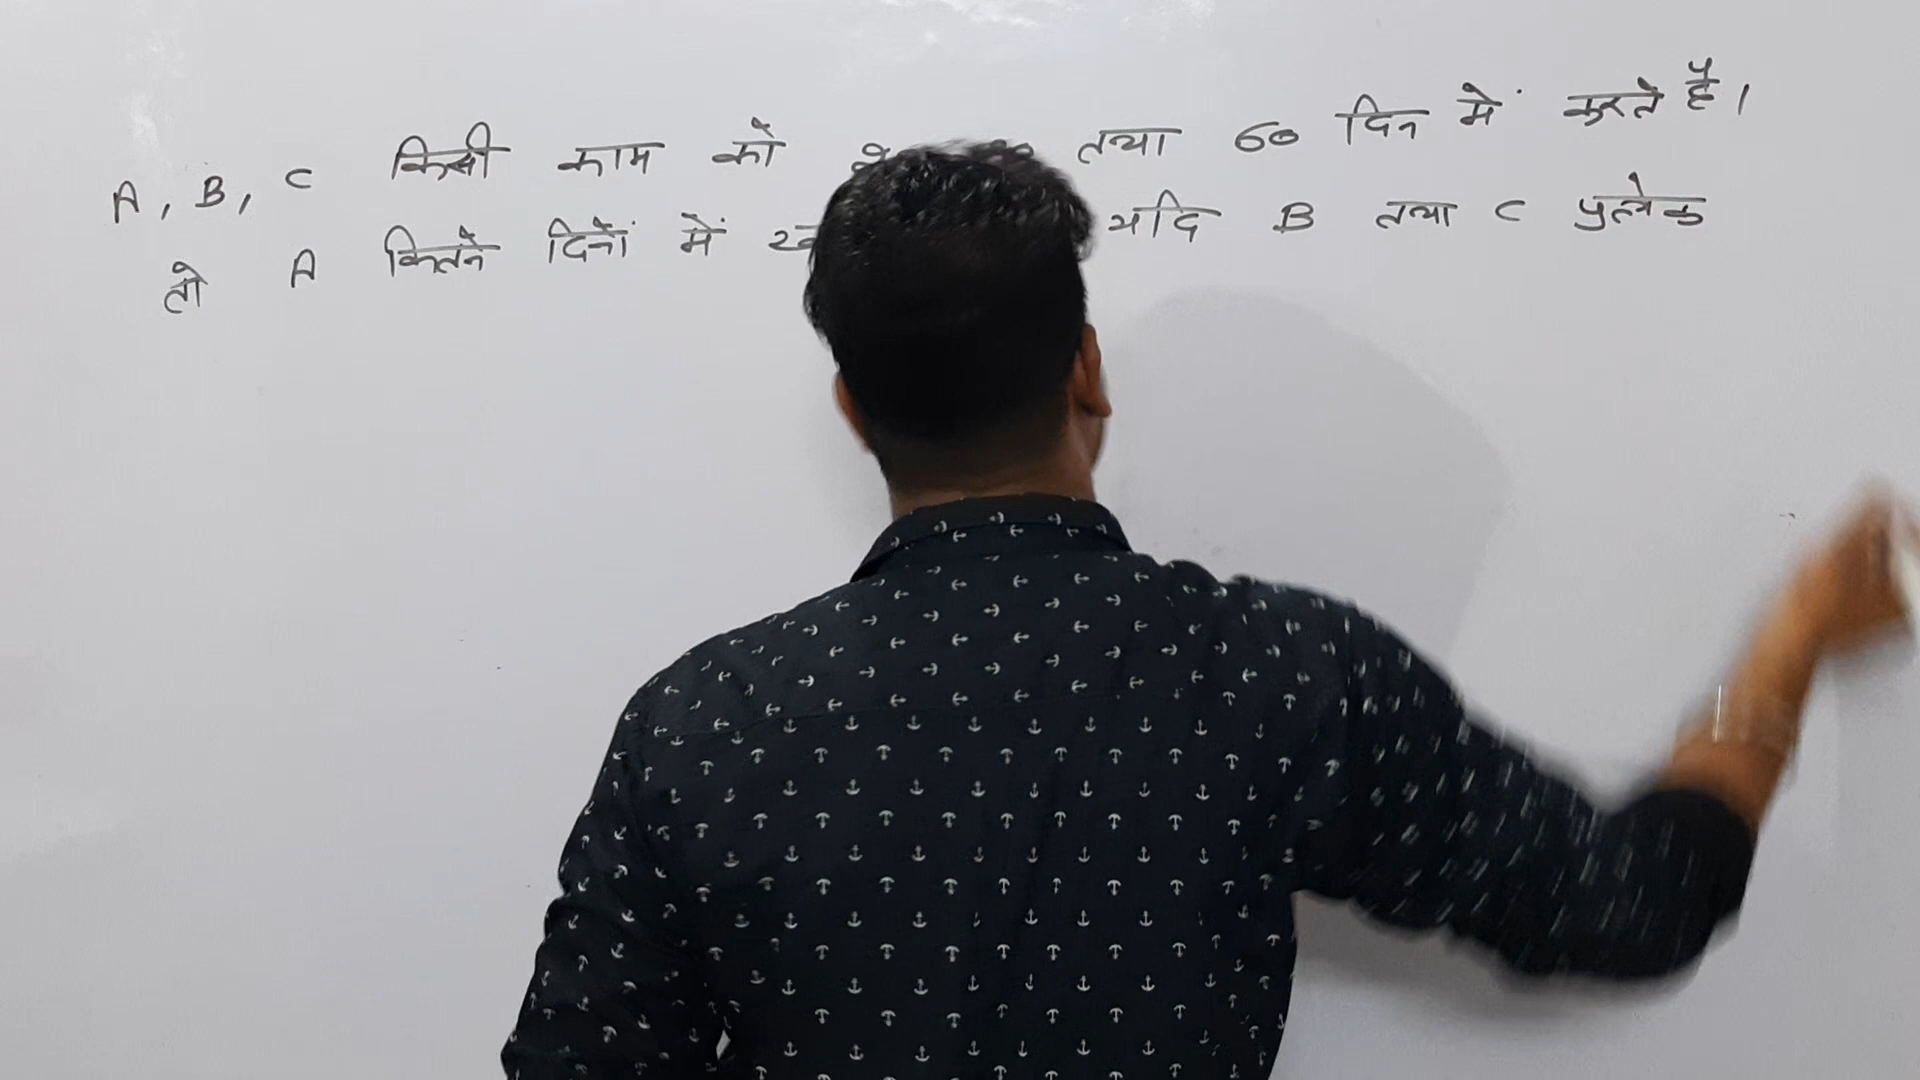 A, B, C किसी काम को तथा 60 दिन में करते है।
तो A कितने दिनों में यदि B तथा C प्रत्येक